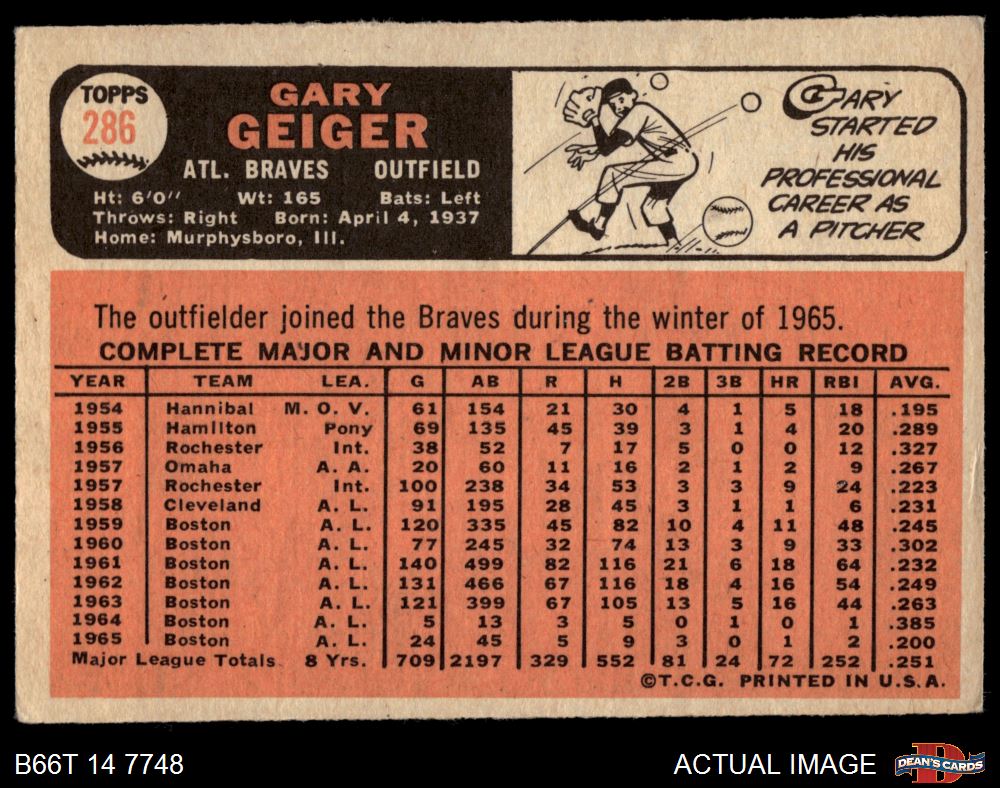 TOPPS
286
GARY
GEIGER
ATL. BRAVES OUTFIELD
Ht: 6'0" Wt: 165 Bats: Left
Throws: Right Born: April 4, 1937
Home: Murphysboro, Ill.
GARY
STARTED
HIS
PROFESSIONAL
CAREER AS
A PITCHER
The outfielder joined the Braves during the winter of 1965.
COMPLETE MAJOR AND MINOR LEAGUE BATTING RECORD
YEAR TEAM LEA. G AB R H 2B 3B HR RBI AVG.
1954 Hannibal M. O. V. 61 154 21 30 4 1 5 18 .195
1955 Hamilton Pony 69 135 45 39 3 1 4 20 .289
1956 Rochester Int. 38 52 7 17 5 0 0 12 .327
1957 Omaha A. A. 20 60 11 16 2 1 2 9 .267
1957 Rochester Int. 100 238 34 53 3 3 9 24 .223
1958 Cleveland A. L. 91 195 28 45 3 1 1 6 .231
1959 Boston A. L. 120 335 45 82 10 4 11 48 .245
1960 Boston A. L. 77 245 32 74 13 3 9 33 .302
1961 Boston A. L. 140 499 82 116 21 6 18 64 .232
1962 Boston A. L. 131 466 67 116 18 4 16 54 .249
1963 Boston A. L. 121 399 67 105 13 5 16 44 .263
1964 Boston A. L. 5 13 3 5 0 1 0 1 .385
1965 Boston A. L. 24 45 5 9 3 0 1 2 .200
Major League Totals 8 Yrs. 709 2197 329 552 81 24 72 252 .251
©T.C.G. PRINTED IN U.S.A.
B66T 14 7748 ACTUAL IMAGE DEAN'S CARDS